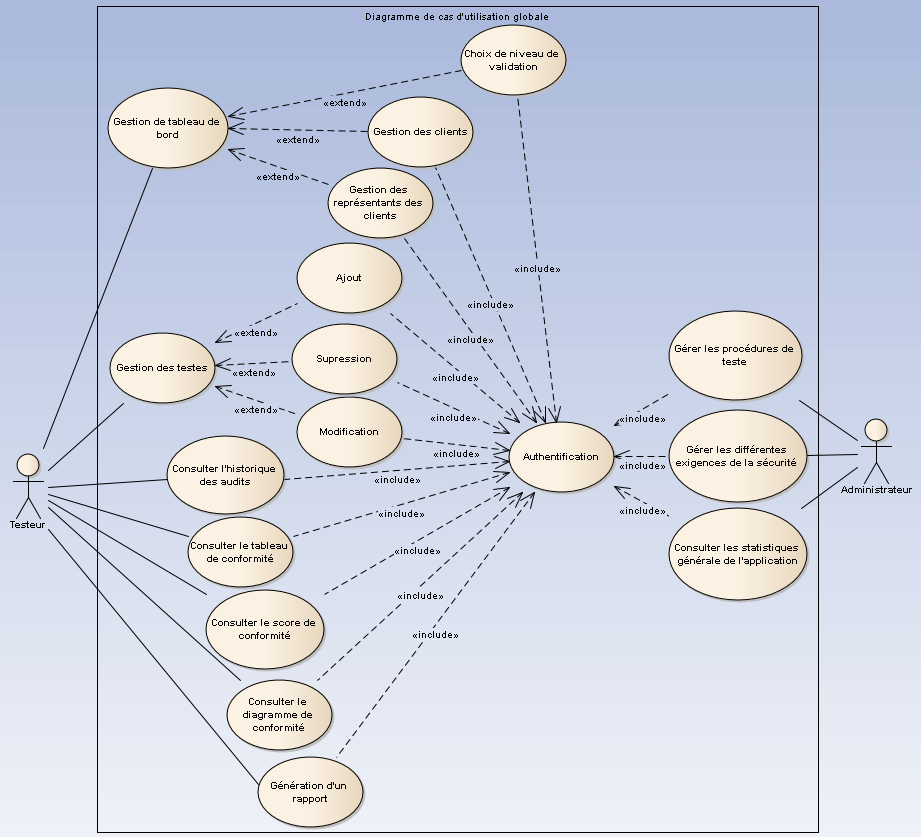 Diagramme de cas d'utilisation globale
Choix de niveau de
validation
«extend»
Gestion de tableau de
bord
Gestion des clients
«extend»
«extend»
Gestion des
représentants des
clients
«include»
Ajout
«include»
«extend»
«include»
Gérer les procédures de
teste
Supression
Gestion des testes
«extend»
«include»
«extend»
«include»
«include»
Modification
«include»
Authentification
Gérer les différentes
exigences de la sécurité
«include»
Consulter l'historique
des audits
«include»
Administrateur
«include»
«include»
Testeur
Consulter le tableau
de conformité
«include»
Consulter les statistiques
générale de l'application
«include»
Consulter le score de
conformité
«include»
Consulter le
diagramme de
conformité
Génération d'un
rapport